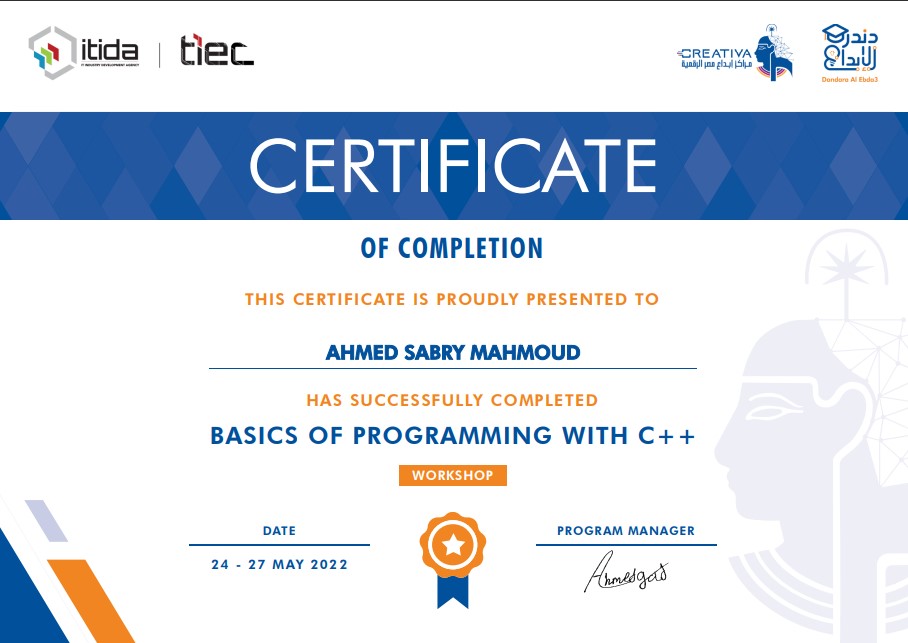 itida
IT INDUSTRY DEVELOPMENT AGENCY
tiec
CREATIVA
مراكز ابداع مصر الرقمية
دندرة
الإبداع
Dandara Al Ebda3
CERTIFICATE
OF COMPLETION
THIS CERTIFICATE IS PROUDLY PRESENTED TO
AHMED SABRY MAHMOUD
HAS SUCCESSFULLY COMPLETED
BASICS OF PROGRAMMING WITH C++
WORKSHOP
DATE
24 - 27 MAY 2022
PROGRAM MANAGER